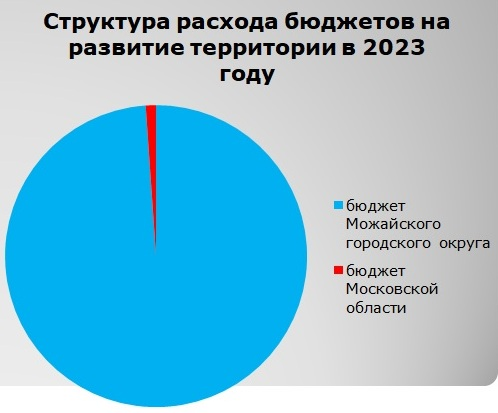 Структура расхода бюджетов на
развитие территории в 2023
году
бюджет
Можайского
городского округа
бюджет
Московской
области